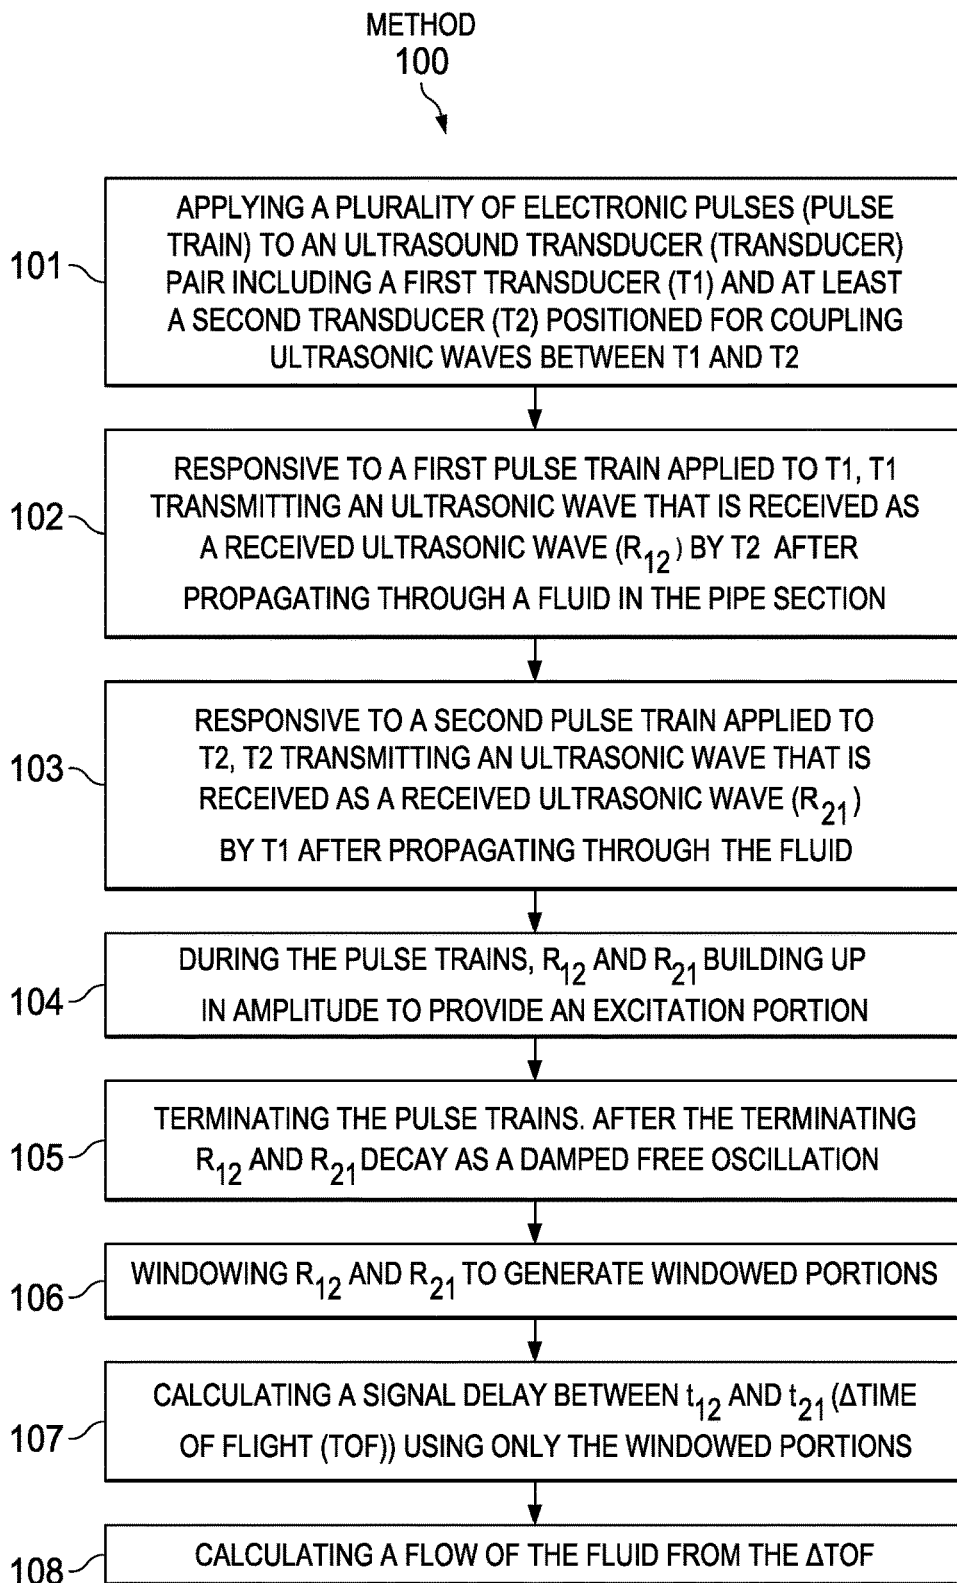 METHOD
100
101
APPLYING A PLURALITY OF ELECTRONIC PULSES (PULSE
TRAIN) TO AN ULTRASOUND TRANSDUCER (TRANSDUCER)
PAIR INCLUDING A FIRST TRANSDUCER (T1) AND AT LEAST
A SECOND TRANSDUCER (T2) POSITIONED FOR COUPLING
ULTRASONIC WAVES BETWEEN T1 AND T2
102
RESPONSIVE TO A FIRST PULSE TRAIN APPLIED TO T1, T1
TRANSMITTING AN ULTRASONIC WAVE THAT IS RECEIVED AS
A RECEIVED ULTRASONIC WAVE (R12) BY T2 AFTER
PROPAGATING THROUGH A FLUID IN THE PIPE SECTION
103
RESPONSIVE TO A SECOND PULSE TRAIN APPLIED TO
T2, T2 TRANSMITTING AN ULTRASONIC WAVE THAT IS
RECEIVED AS A RECEIVED ULTRASONIC WAVE (R21)
BY T1 AFTER PROPAGATING THROUGH THE FLUID
104
DURING THE PULSE TRAINS, R12 AND R21 BUILDING UP
IN AMPLITUDE TO PROVIDE AN EXCITATION PORTION
105
TERMINATING THE PULSE TRAINS. AFTER THE TERMINATING
R12 AND R21 DECAY AS A DAMPED FREE OSCILLATION
106
WINDOWING R12 AND R21 TO GENERATE WINDOWED PORTIONS
107
CALCULATING A SIGNAL DELAY BETWEEN t12 AND t21 (ΔTIME
OF FLIGHT (TOF)) USING ONLY THE WINDOWED PORTIONS
108
CALCULATING A FLOW OF THE FLUID FROM THE ΔTOF